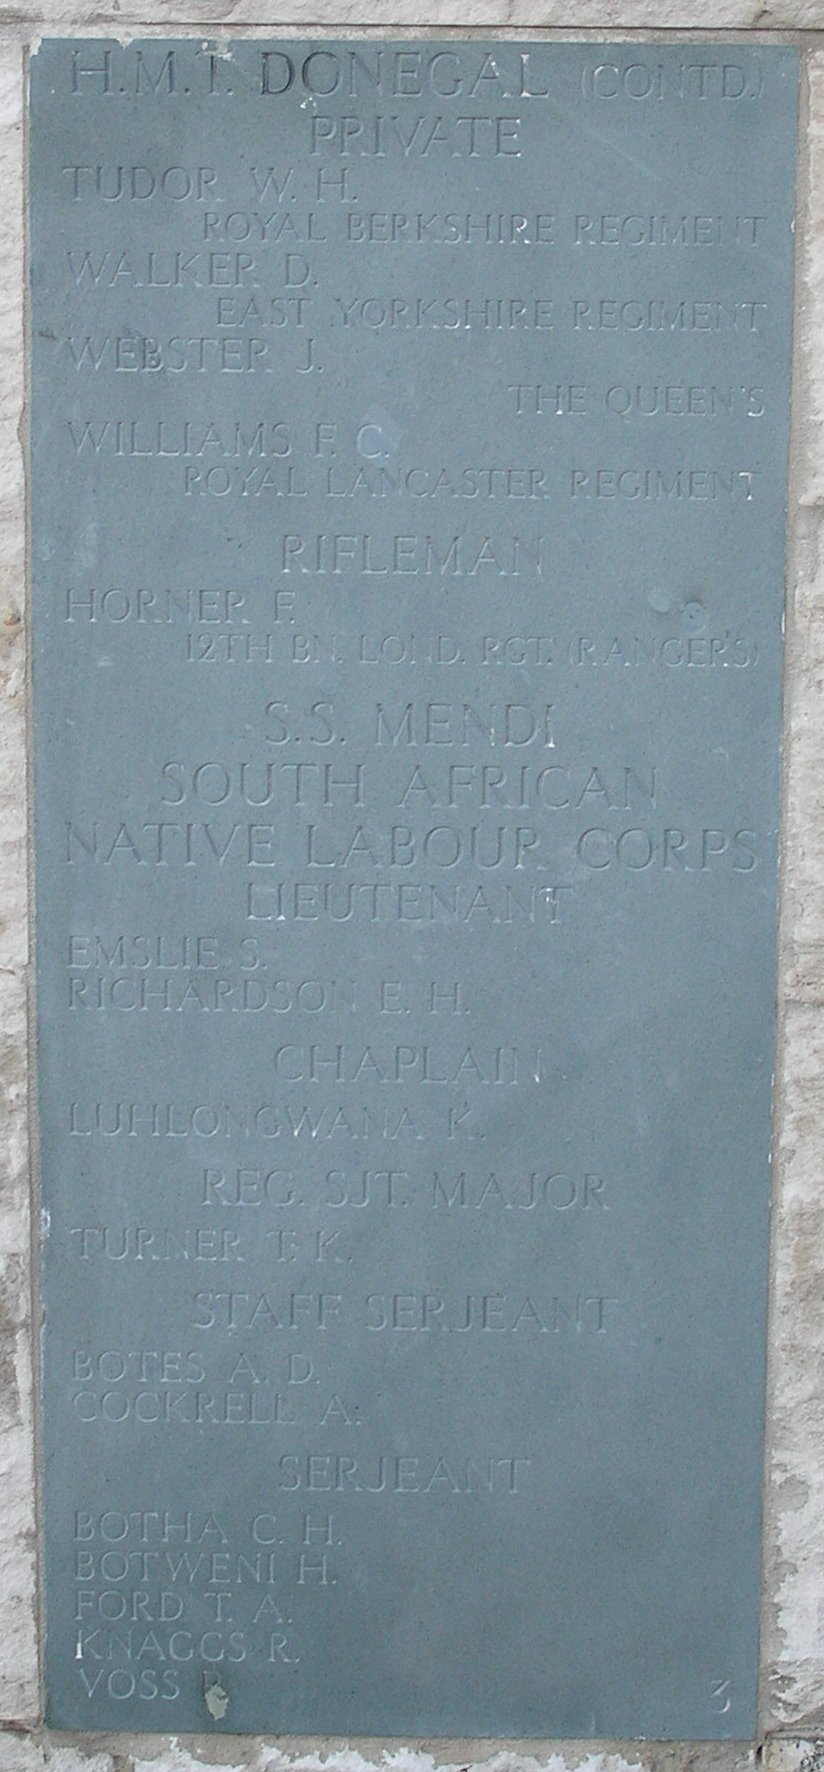 H.M.T. DONEGAL (CONTD.)
PRIVATE
TUDOR W. H.
ROYAL BERKSHIRE REGIMENT
WALKER D.
EAST YORKSHIRE REGIMENT
WEBSTER J.
THE QUEEN'S
WILLIAMS F. C.
ROYAL LANCASTER REGIMENT
RIFLEMAN
HORNER F.
12TH BN. LOND. RGT. (RANGER'S)
S.S. MENDI
SOUTH AFRICAN
NATIVE LABOUR CORPS
LIEUTENANT
EMSLIE S.
RICHARDSON E. H.
CHAPLAIN
LUHLONGWANA K.
REG. SJT. MAJOR
TURNER T. K.
STAFF SERJEANT
BOTES A. D.
COCKRELL A.
SERJEANT
BOTHA C. H.
BOTWENI H.
FORD T. A.
KNAGGS R.
VOSS
3